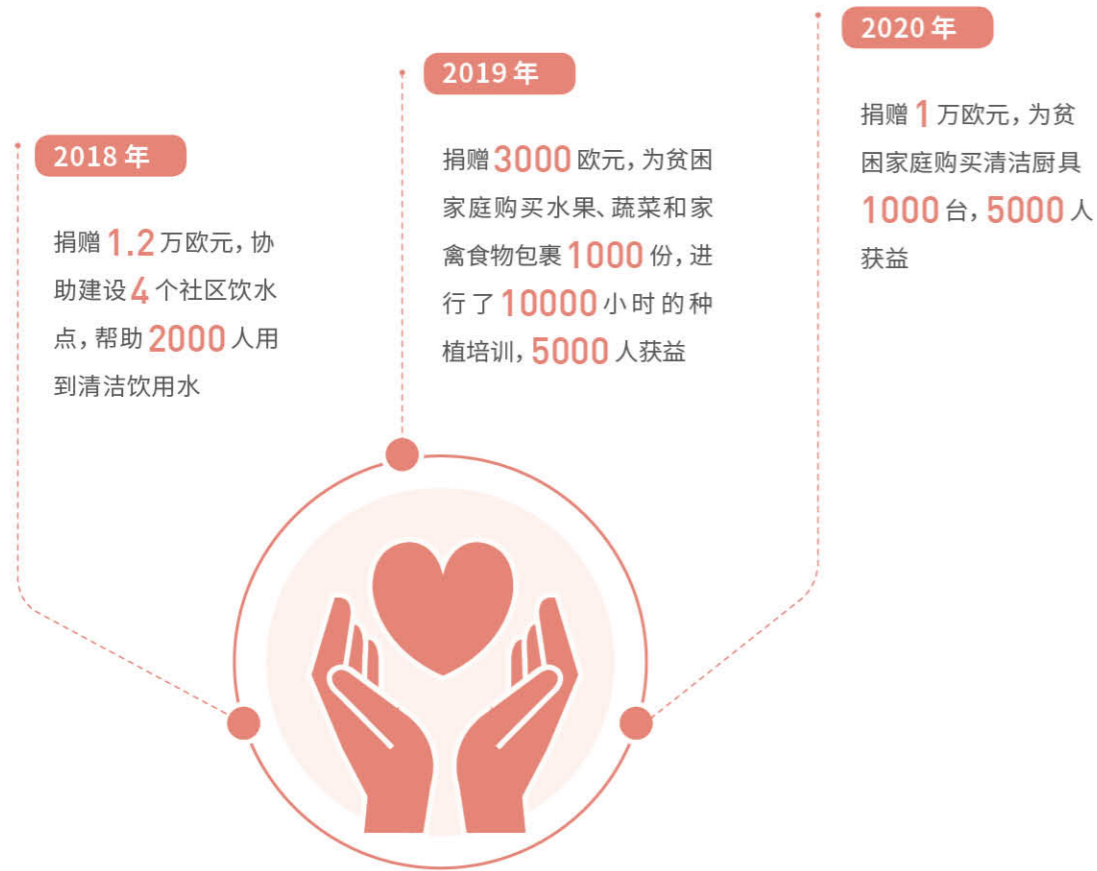 2018 年
捐赠 1.2 万欧元，协
助建设 4 个社区饮水
点，帮助 2000 人用
到清洁饮用水
2019 年
捐赠 3000 欧元，为贫困
家庭购买水果、蔬菜和家
禽食物包裹 1000 份，进
行了 10000 小时的种
植培训，5000 人获益
2020 年
捐赠 1 万欧元，为贫
困家庭购买清洁厨具
1000 台，5000 人
获益